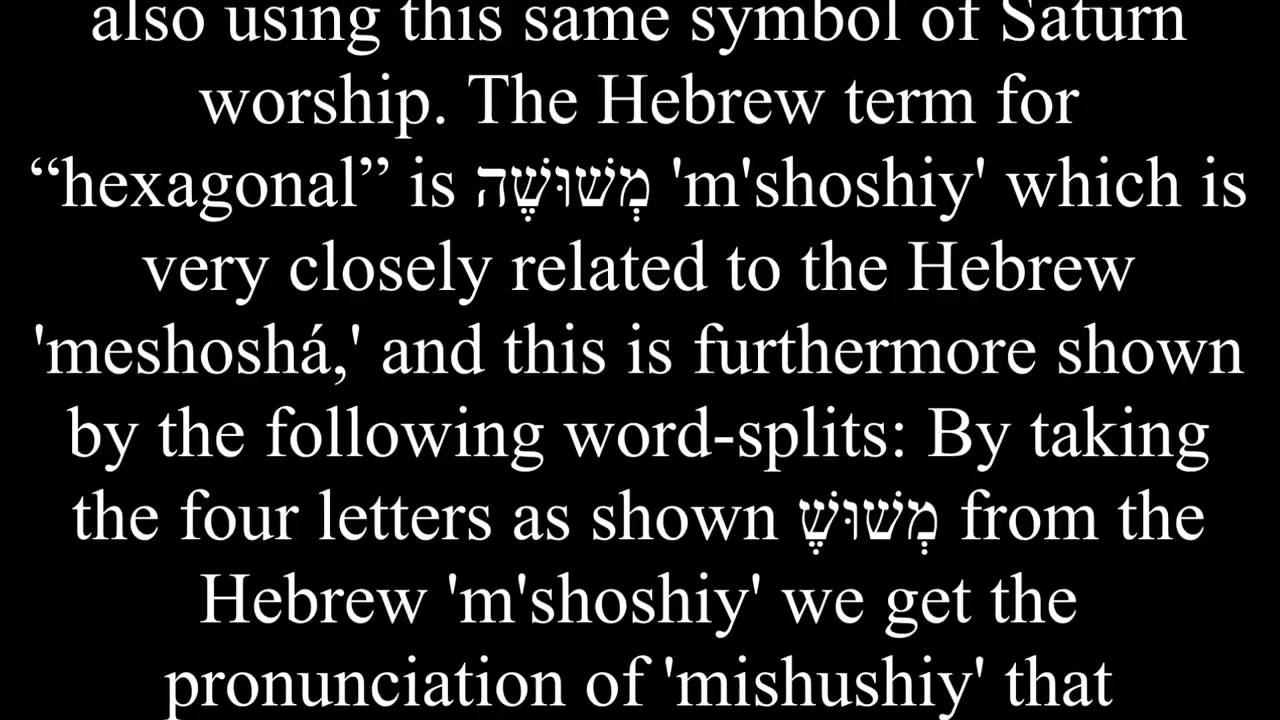 also using this same symbol of Saturn
worship. The Hebrew term for
“hexagonal” is מְשׁוּשֶׁה 'm'shoshiy' which is
very closely related to the Hebrew
'meshoshá,' and this is furthermore shown
by the following word-splits: By taking
the four letters as shown מְשׁוּשֶׁ from the
Hebrew 'm'shoshiy' we get the
pronunciation of 'mishushiy' that